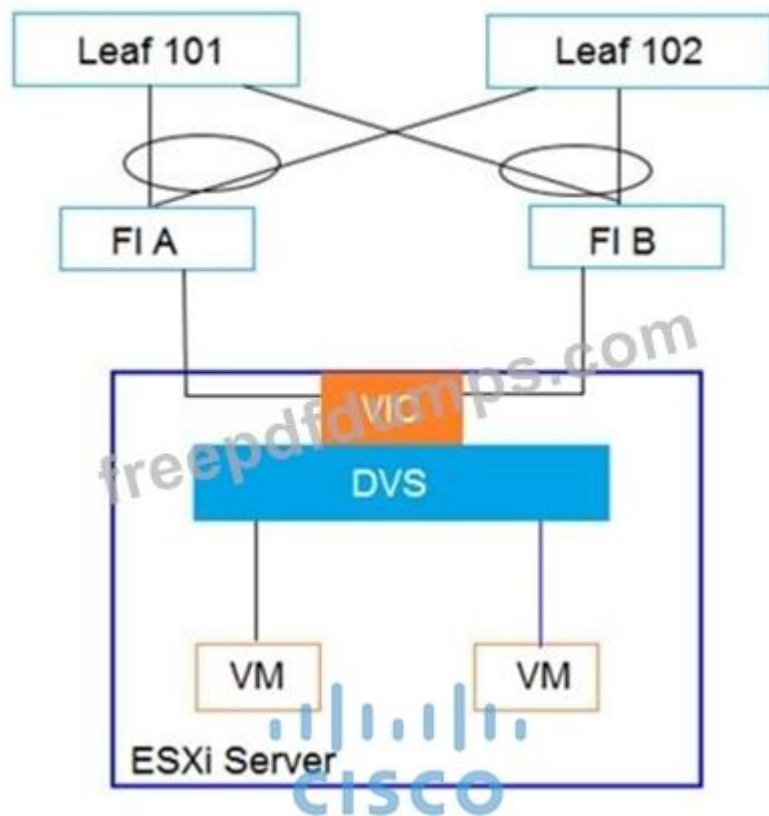 Leaf 101
Leaf 102
FI A
FI B
VIC
freepdfdumps.com
DVS
VM
VM
ESXi Server
CISCO